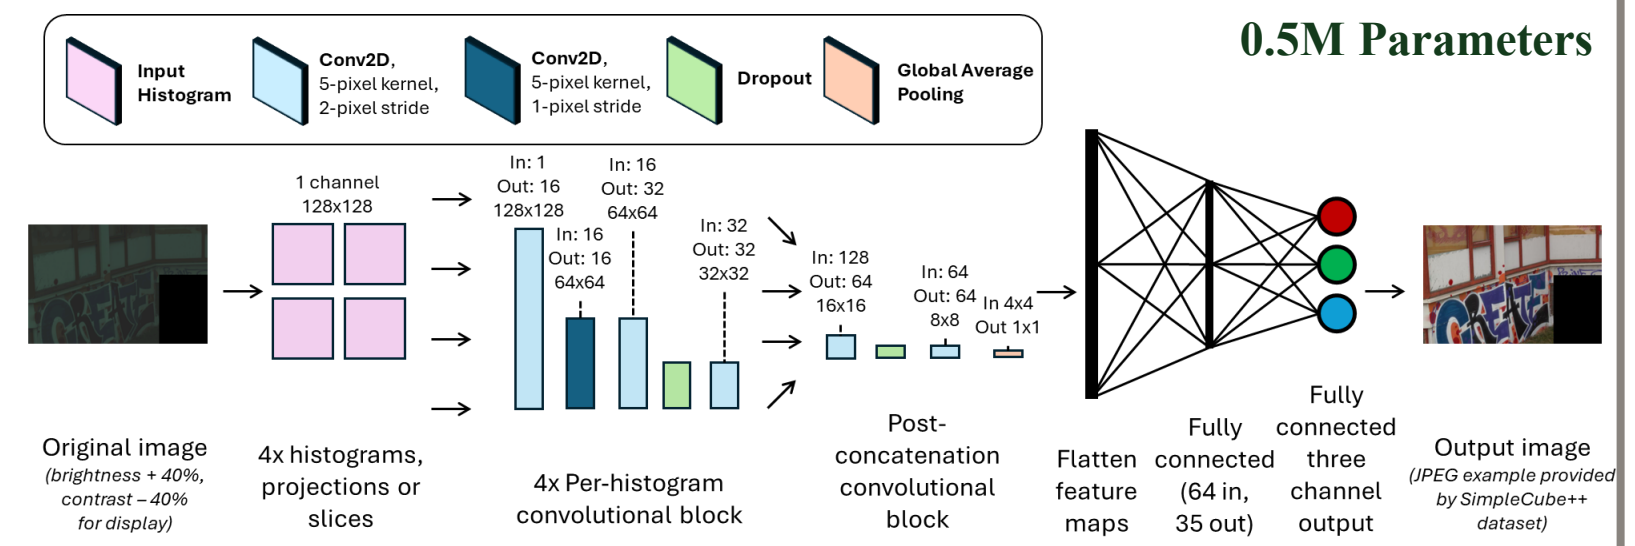 0.5M Parameters
Input
Histogram
Conv2D,
5-pixel kernel,
2-pixel stride
Conv2D,
5-pixel kernel,
1-pixel stride
Dropout
Global Average
Pooling
1 channel
128x128
In: 1
Out: 16
128x128
In: 16
Out: 16
64x64
In: 16
Out: 32
64x64
In: 32
Out: 32
32x32
In: 128
Out: 64
16x16
In: 64
Out: 64
8x8
In 4x4
Out 1x1
CREATE
CREATE
Original image
(brightness + 40%,
contrast – 40%
for display)
4x histograms,
projections or
slices
4x Per-histogram
convolutional block
Post-
concatenation
convolutional
block
Flatten
feature
maps
Fully
connected
(64 in,
35 out)
Fully
connected
three
channel
output
Output image
(JPEG example provided
by SimpleCube++
dataset)